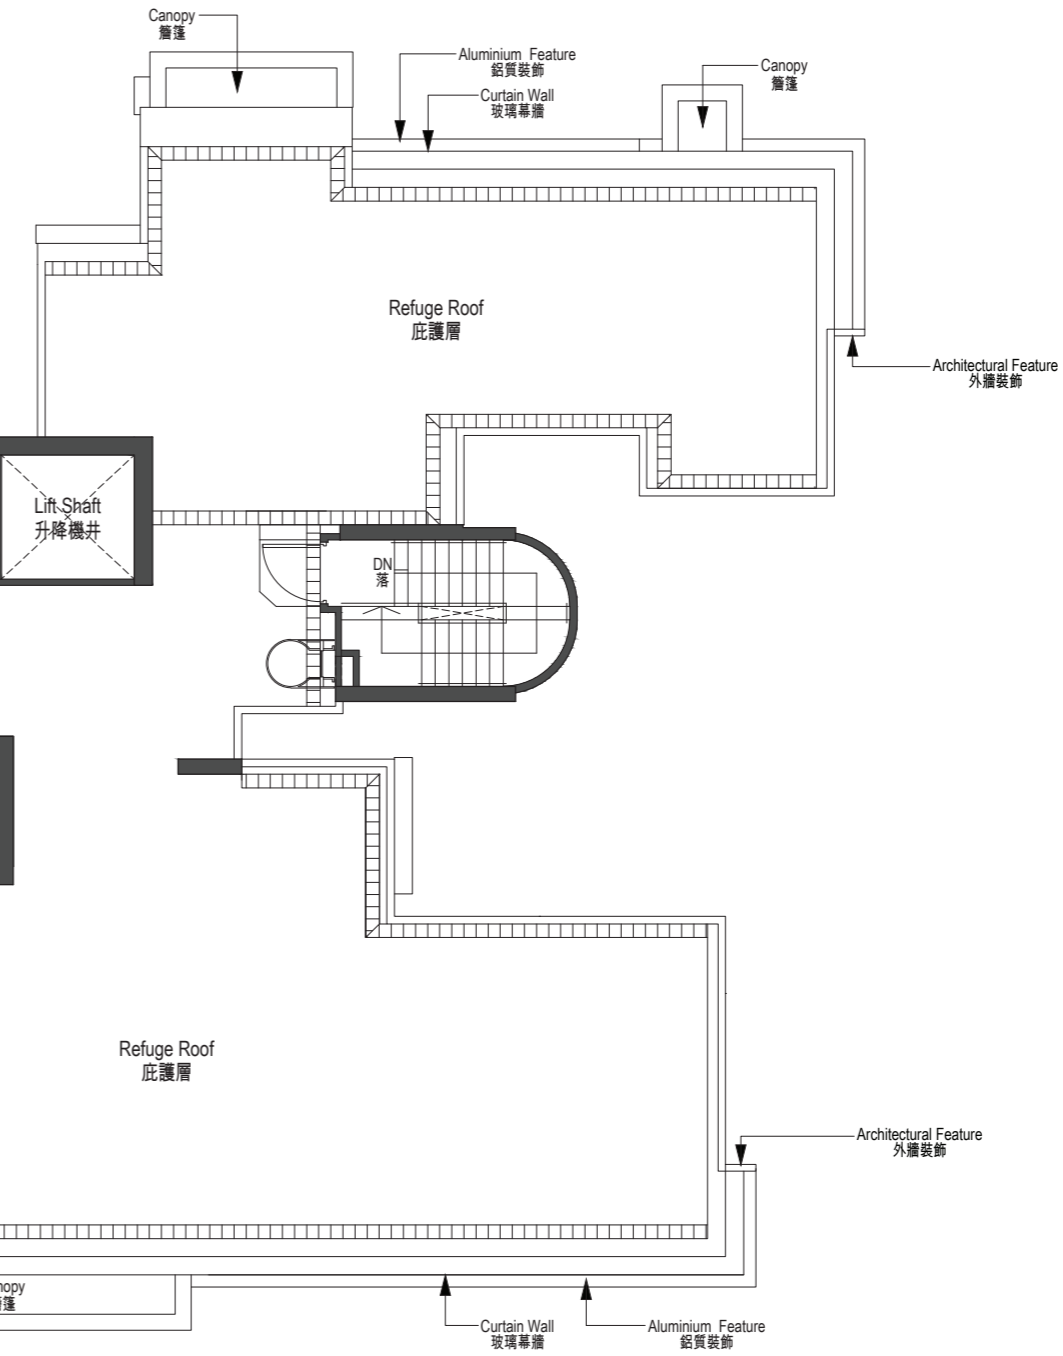 Canopy
簷篷
Aluminium Feature
鋁質裝飾
Curtain Wall
玻璃幕牆
Canopy
簷篷
Refuge Roof
庇護層
Architectural Feature
外牆裝飾
Lift Shaft
升降機井
DN
落
Refuge Roof
庇護層
Architectural Feature
外牆裝飾
nopy
篷
Curtain Wall
玻璃幕牆
Aluminium Feature
鋁質裝飾